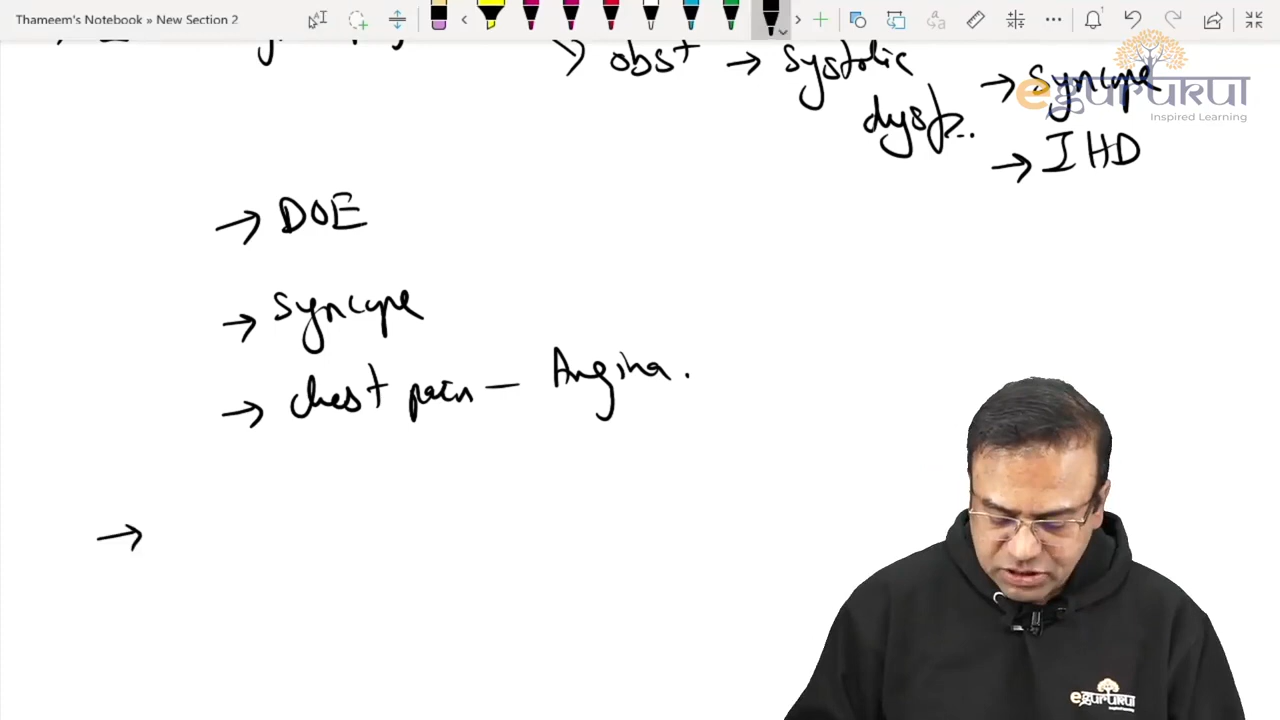 Thameem's Notebook » New Section 2
obst → systolic
dysf...
→ syncope
→ IHD
egurukul
Inspired Learning
→ DOE
→ syncope
→ chest pain — Angina.
→
egurukul